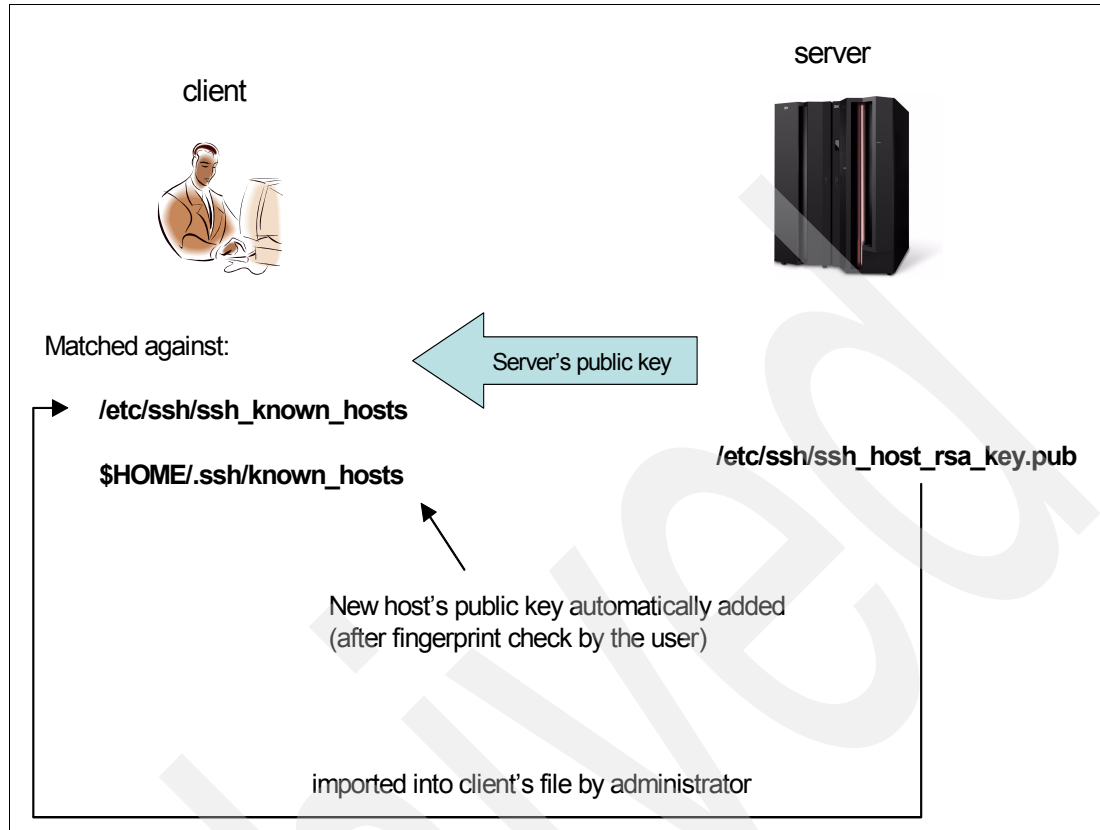 server
client
Matched against:
Server's public key
/etc/ssh/ssh_known_hosts
/etc/ssh/ssh_host_rsa_key.pub
$HOME/.ssh/known_hosts
New host's public key automatically added
(after fingerprint check by the user)
imported into client's file by administrator